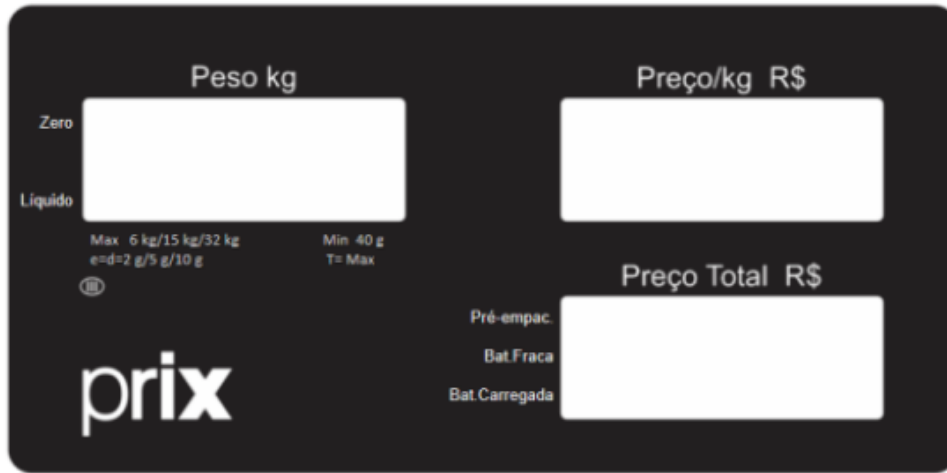 Peso kg
Preço/kg R$
Zero
Líquido
Max 6 kg/15 kg/32 kg
Min 40 g
e=d=2 g/5 g/10 g
T= Max
III
Preço Total R$
Pré-empac.
Bat.Fraca
Bat.Carregada
prix